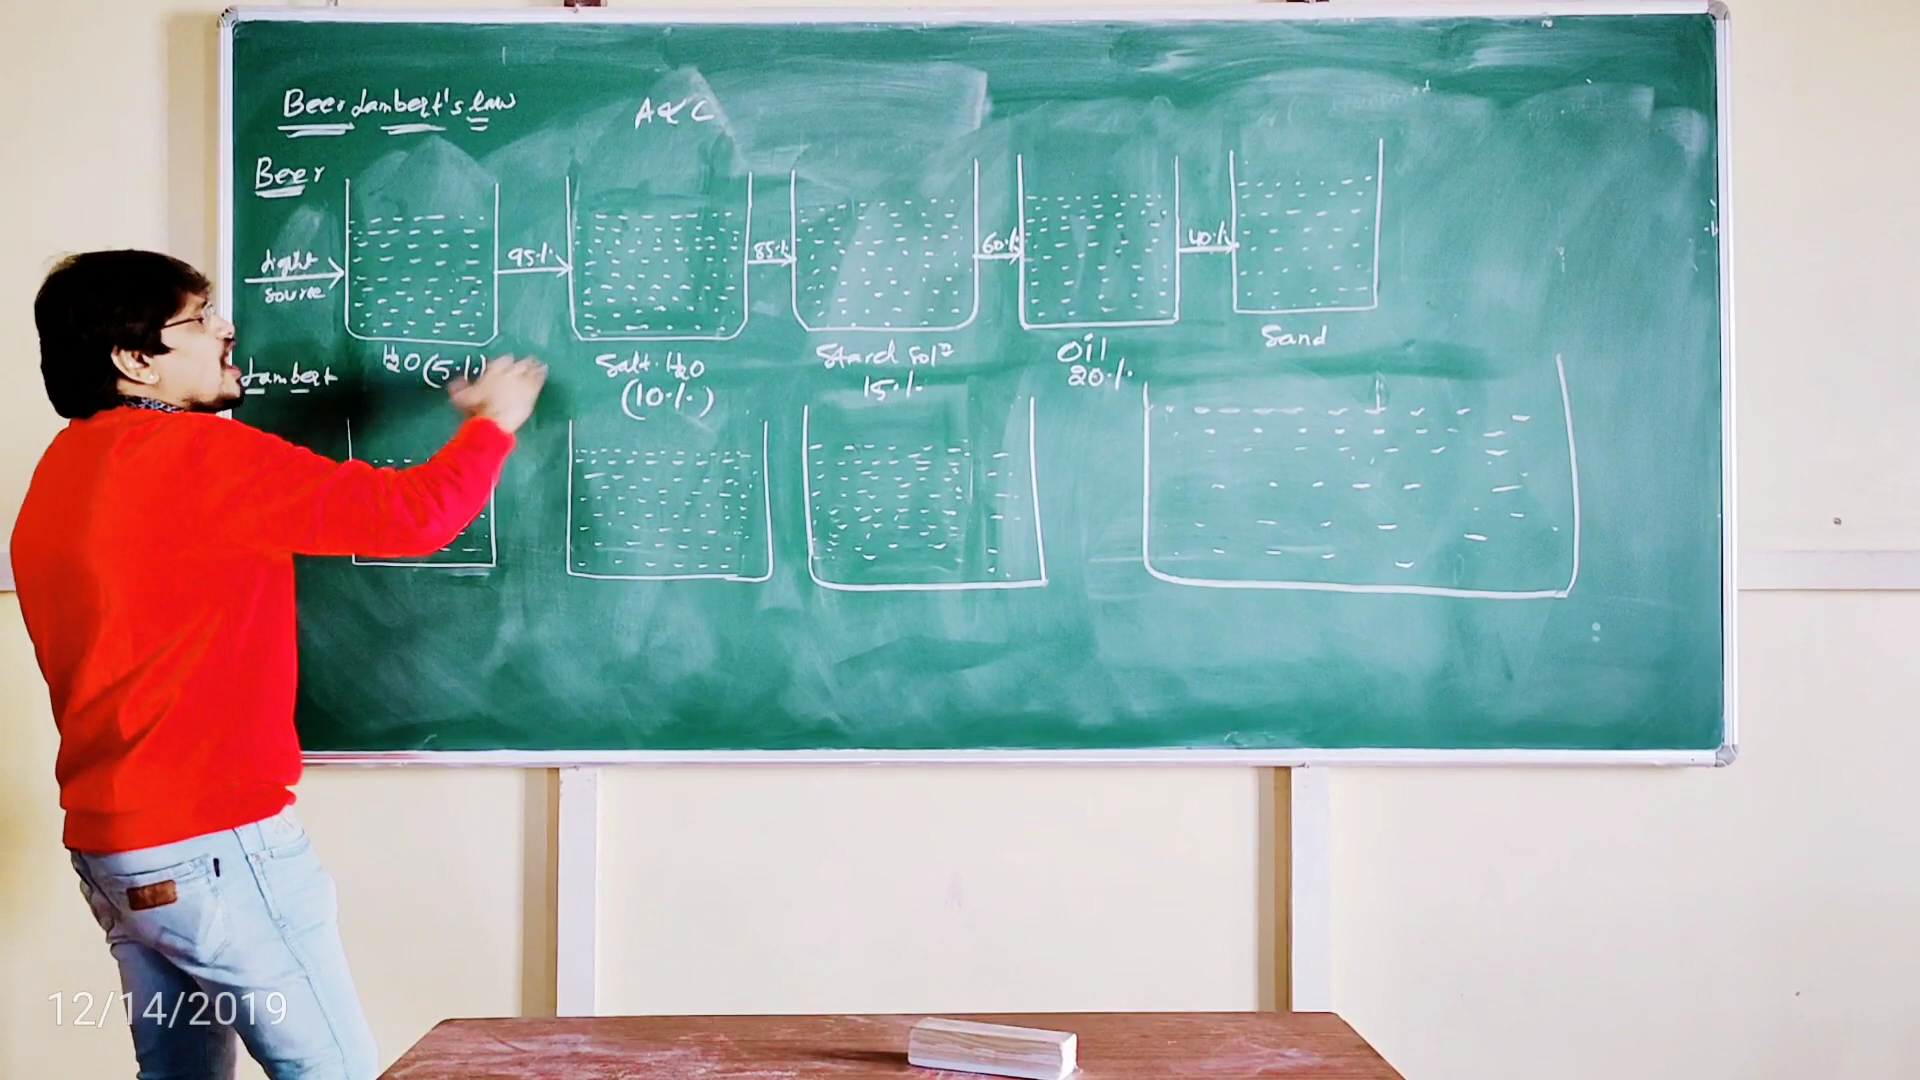 Beer Lambert's law
A α C
Beer
Light
source
95%
85%
60%
40%
H2O (5%)
Salt. H2O
(10%)
Starch Sol^n
15%
Oil
20%
Sand
Lambert
12/14/2019